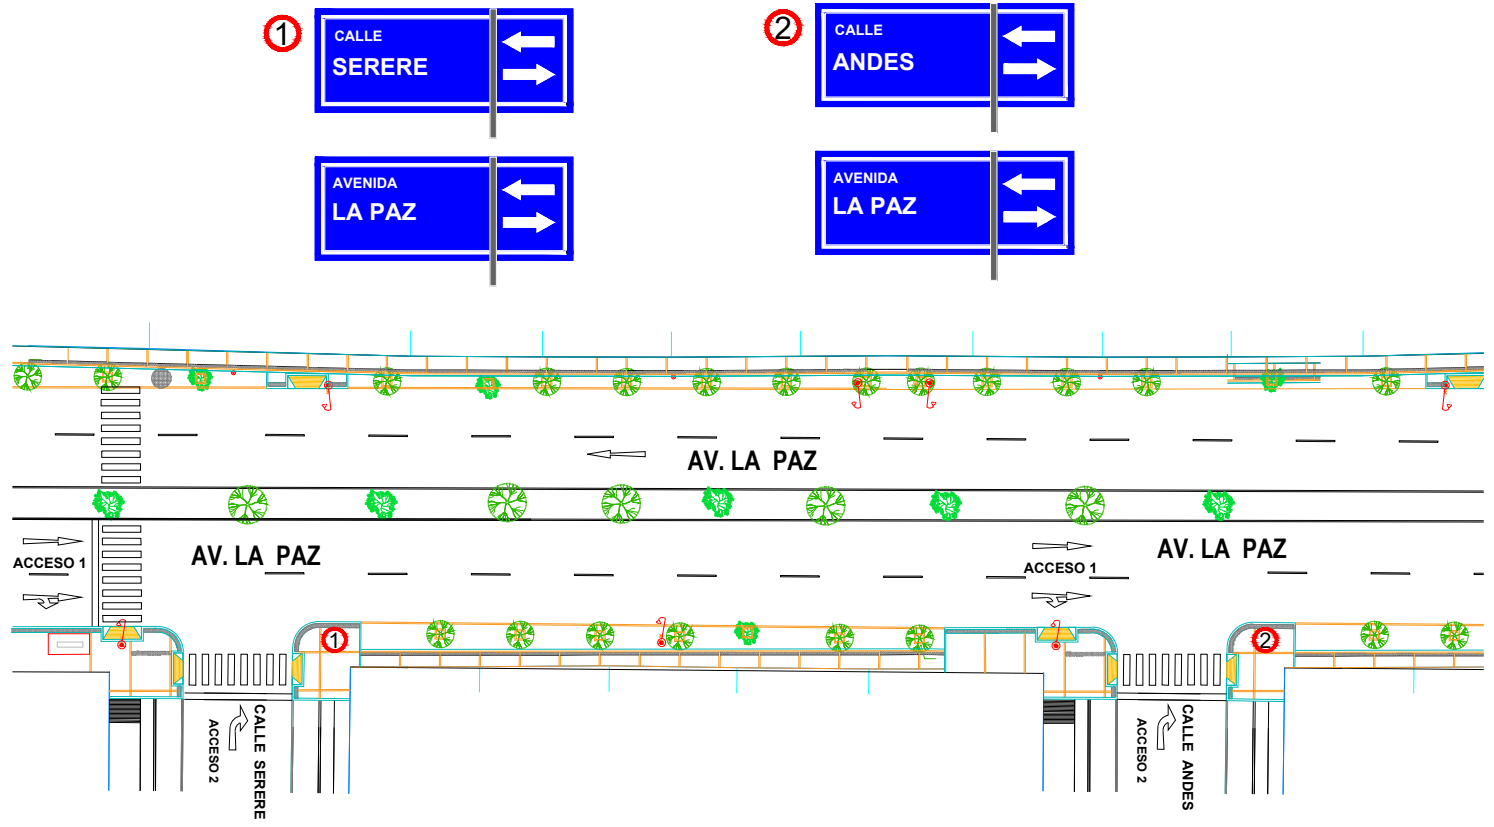 1
CALLE
SERERE
2
CALLE
ANDES
AVENIDA
LA PAZ
AVENIDA
LA PAZ
AV. LA PAZ
AV. LA PAZ
AV. LA PAZ
ACCESO 1
ACCESO 1
1
2
CALLE SERERE
ACCESO 2
CALLE ANDES
ACCESO 2